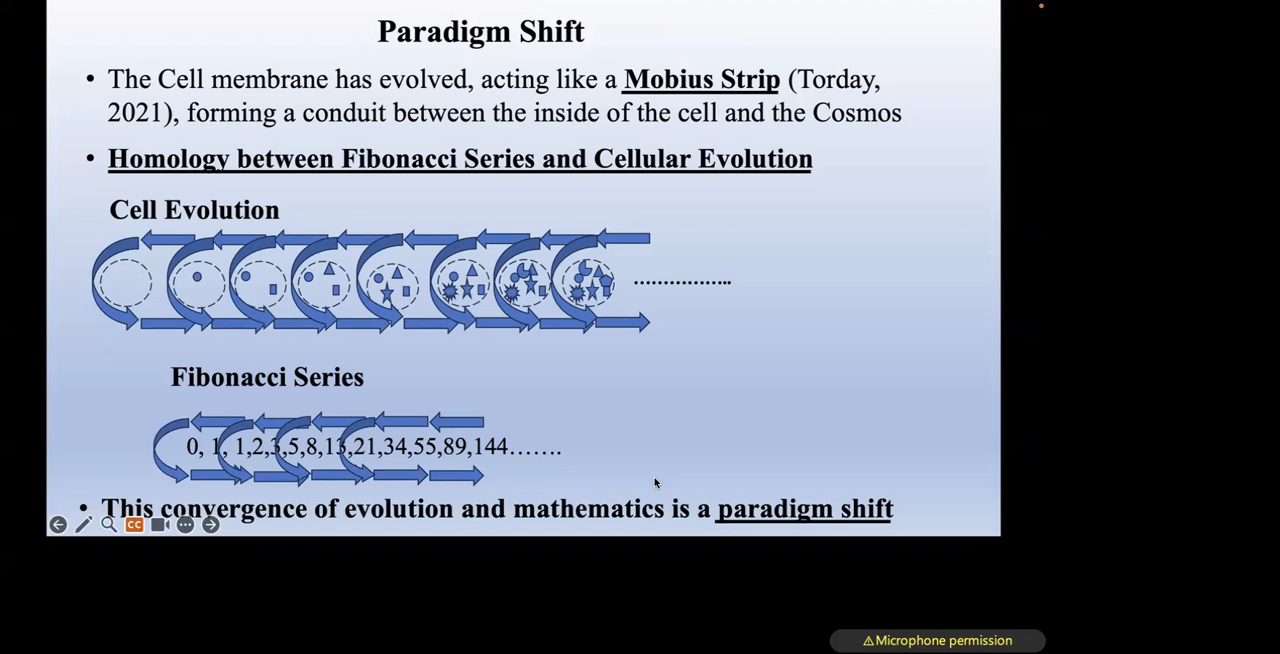 Paradigm Shift
• The Cell membrane has evolved, acting like a Mobius Strip (Torday,
2021), forming a conduit between the inside of the cell and the Cosmos
• Homology between Fibonacci Series and Cellular Evolution
Cell Evolution
……………..
Fibonacci Series
0, 1, 1,2,3,5,8,13,21,34,55,89,144…….
• This convergence of evolution and mathematics is a paradigm shift
CC
⚠Microphone permission